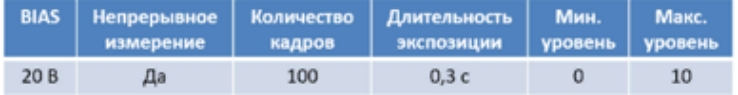 BIAS Непрерывное измерение Количество кадров Длительность экспозиции Мин. уровень Макс. уровень
20 В Да 100 0,3 с 0 10